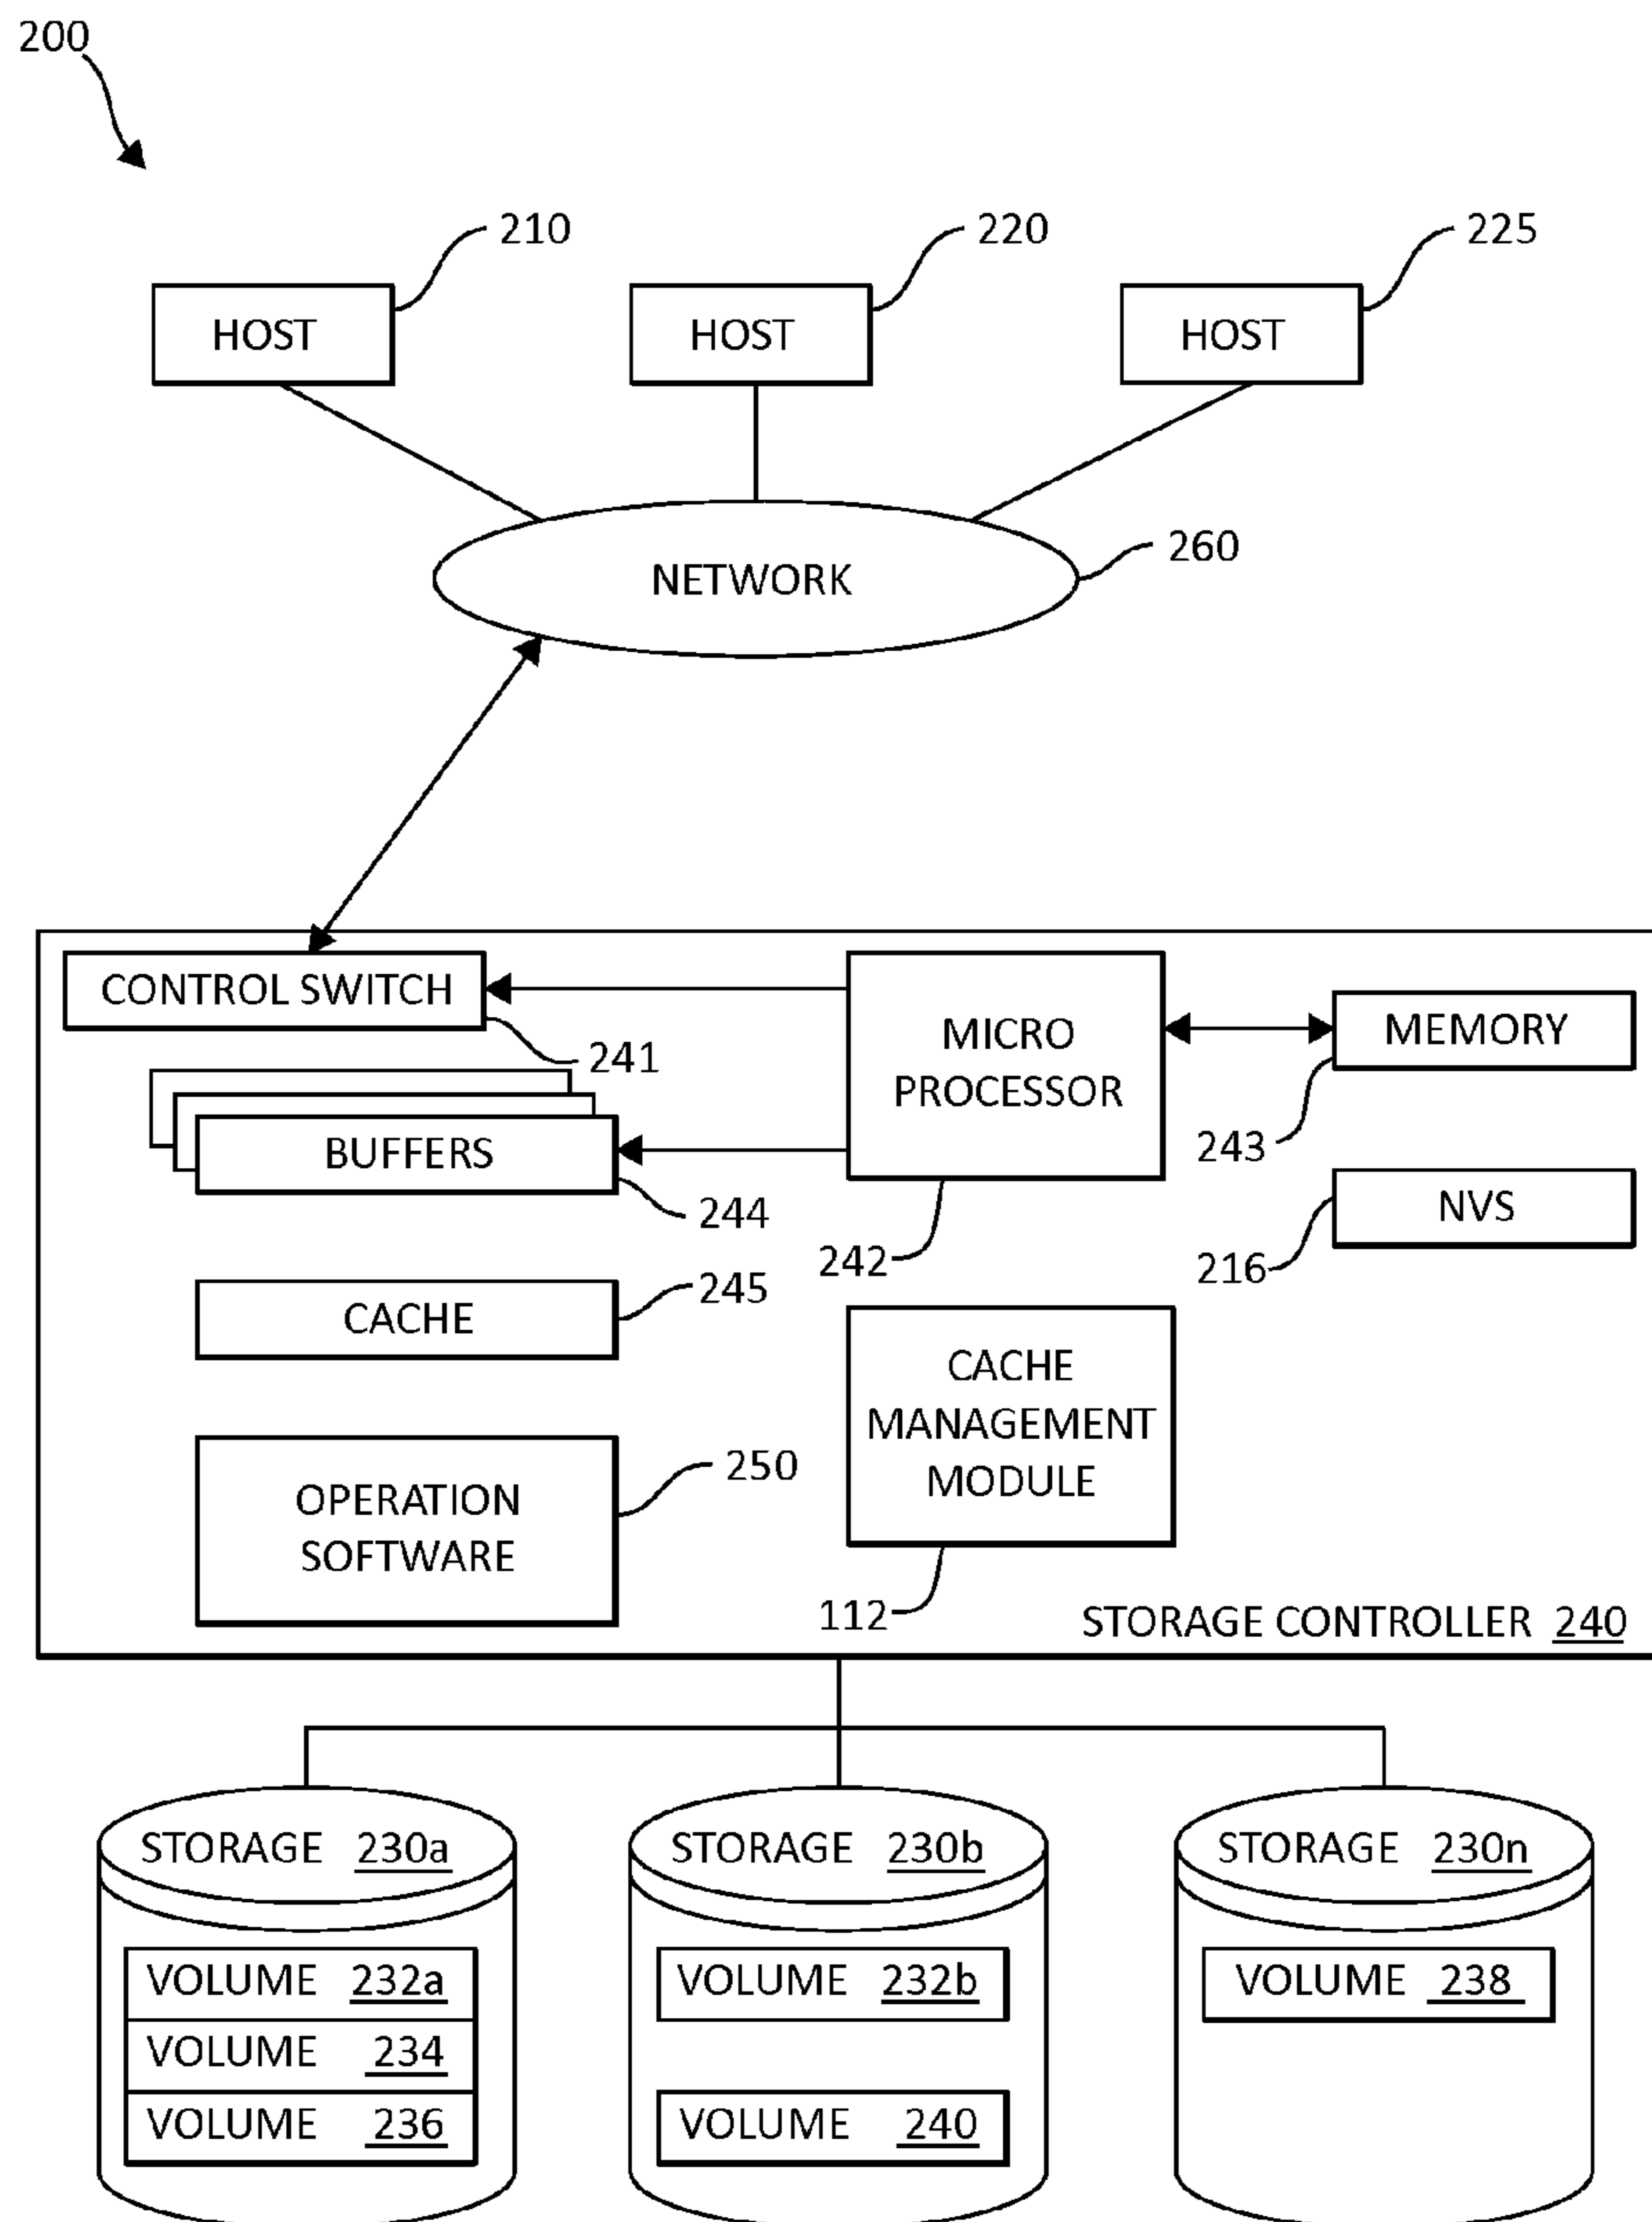 200
210
220
225
HOST
HOST
HOST
260
NETWORK
CONTROL SWITCH
241
MICRO
PROCESSOR
MEMORY
243
BUFFERS
244
242
NVS
216
245
CACHE
CACHE
MANAGEMENT
MODULE
250
OPERATION
SOFTWARE
112
STORAGE CONTROLLER 240
STORAGE 230a
STORAGE 230b
STORAGE 230n
VOLUME 232a
VOLUME 234
VOLUME 236
VOLUME 232b
VOLUME 240
VOLUME 238